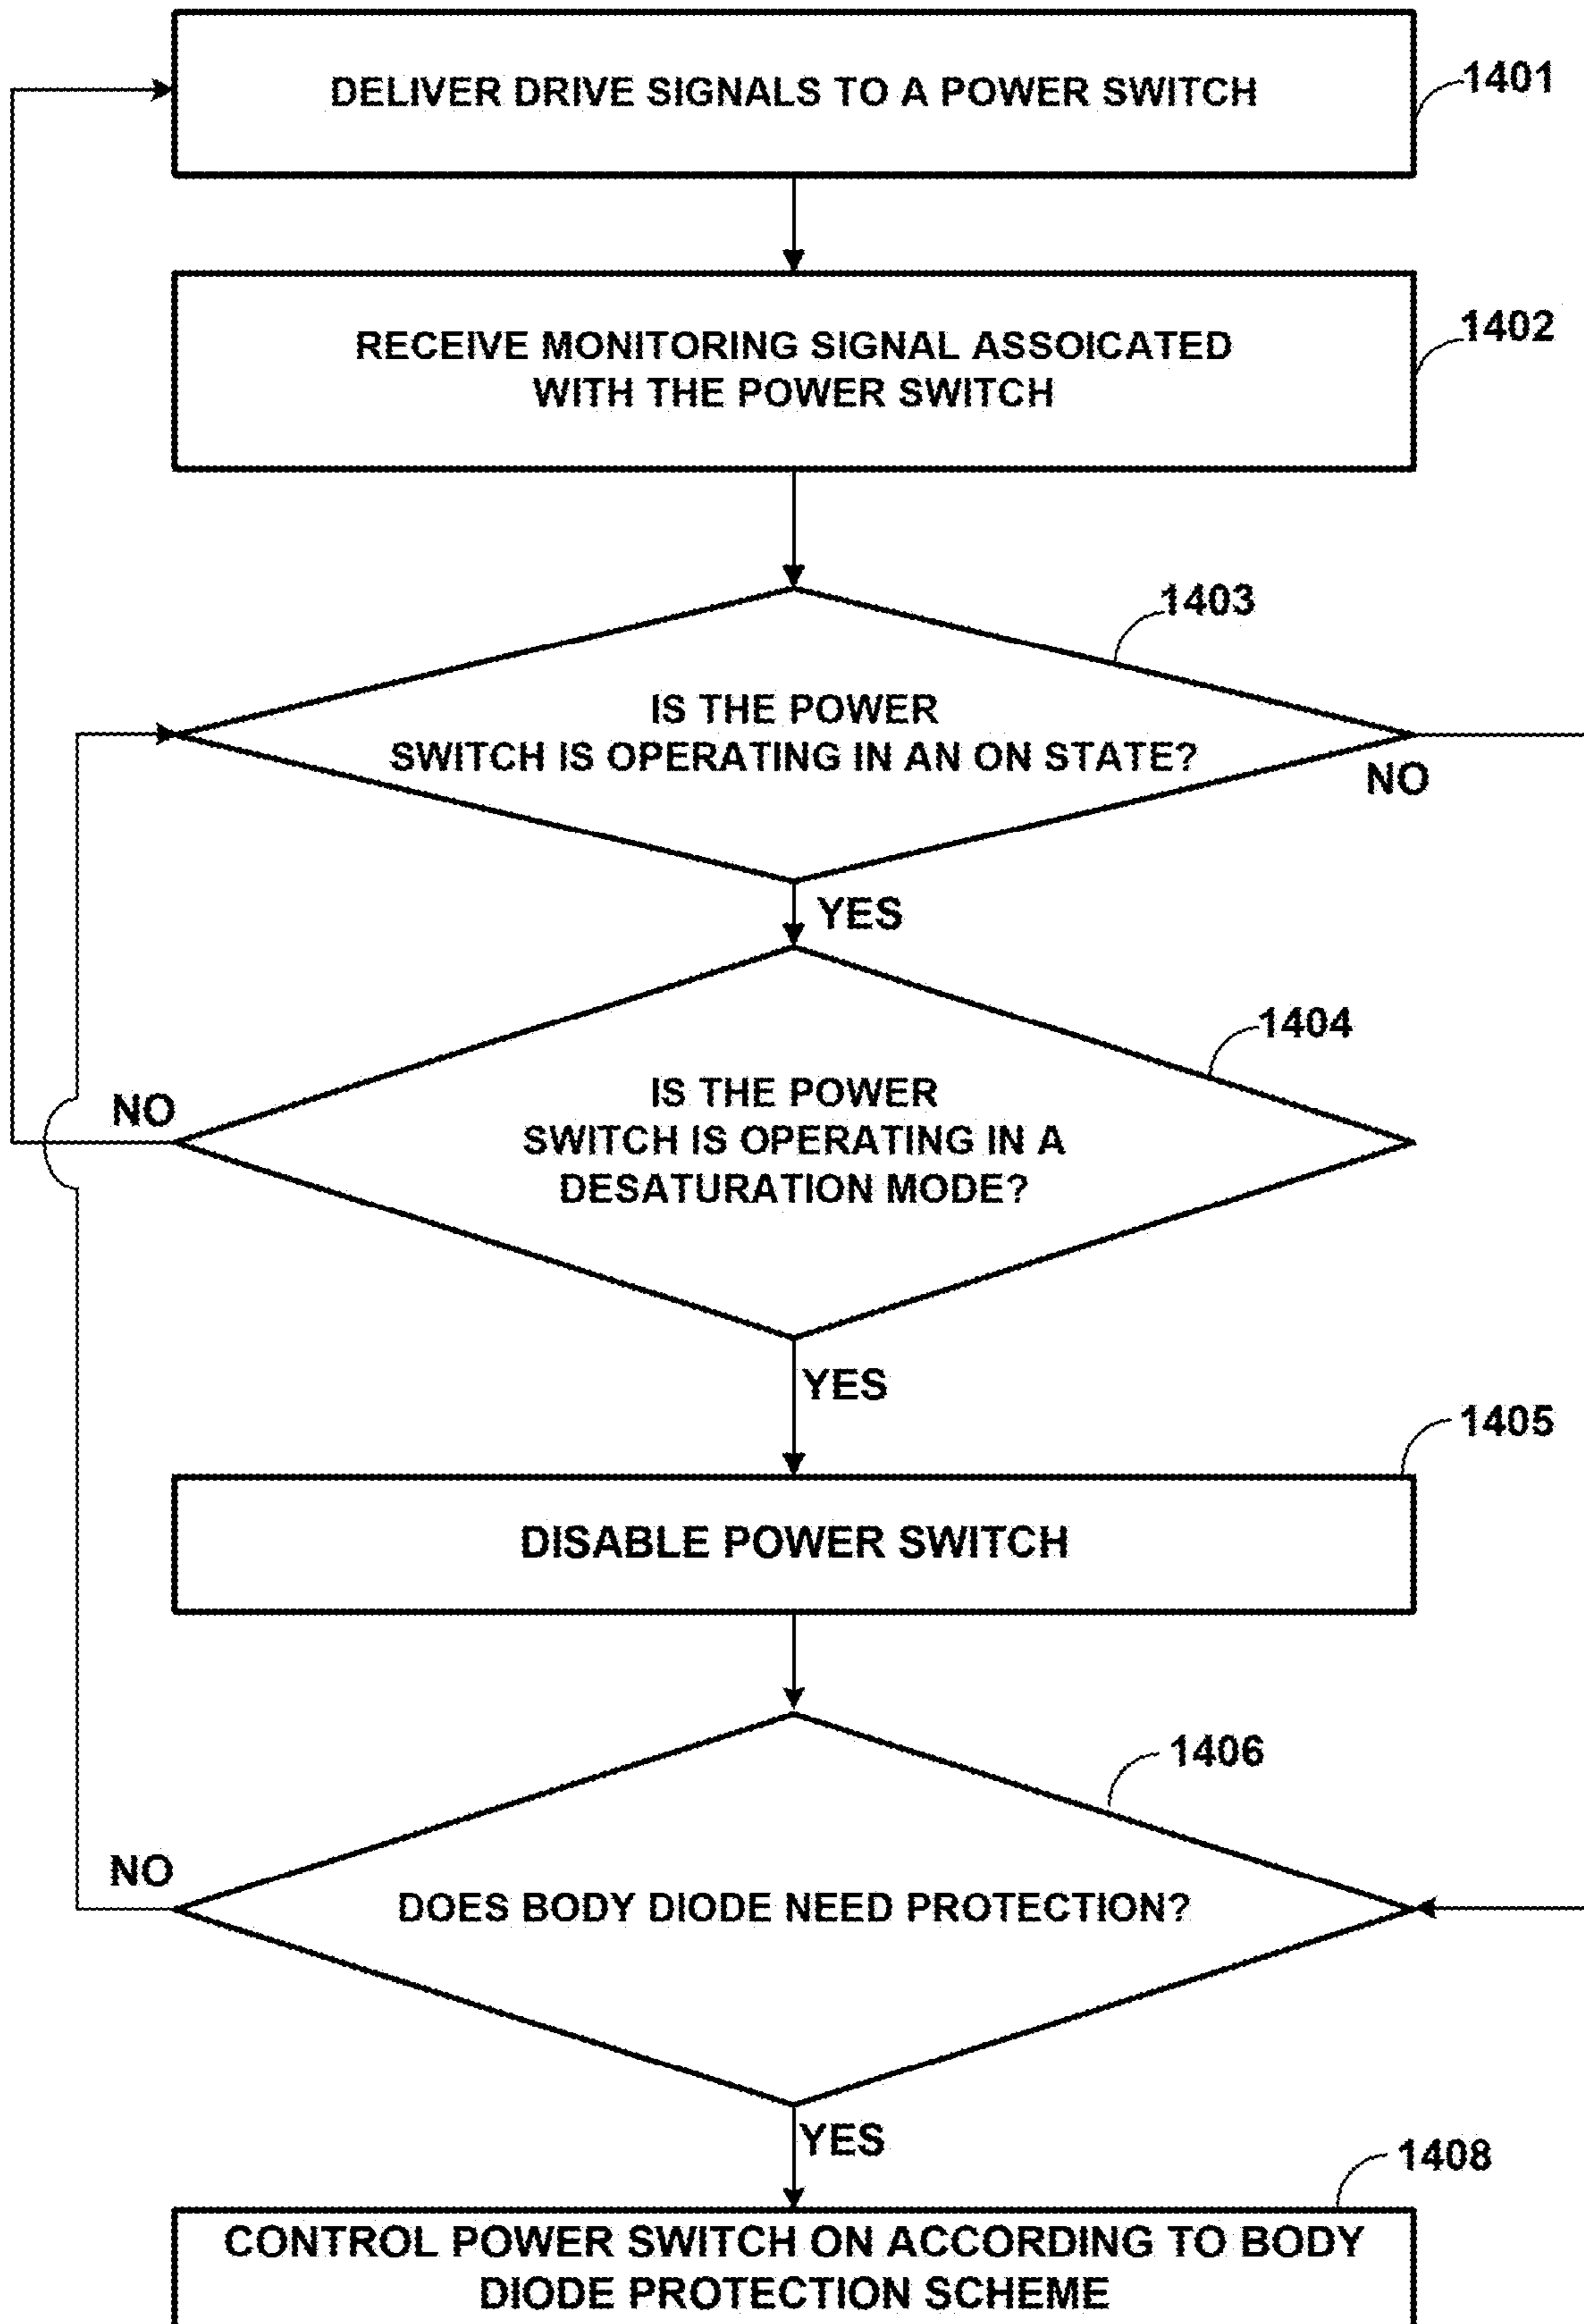 DELIVER DRIVE SIGNALS TO A POWER SWITCH
1401
RECEIVE MONITORING SIGNAL ASSOICATED
WITH THE POWER SWITCH
1402
1403
IS THE POWER
SWITCH IS OPERATING IN AN ON STATE?
NO
YES
1404
IS THE POWER
SWITCH IS OPERATING IN A
DESATURATION MODE?
NO
YES
1405
DISABLE POWER SWITCH
1406
DOES BODY DIODE NEED PROTECTION?
NO
YES
1408
CONTROL POWER SWITCH ON ACCORDING TO BODY
DIODE PROTECTION SCHEME